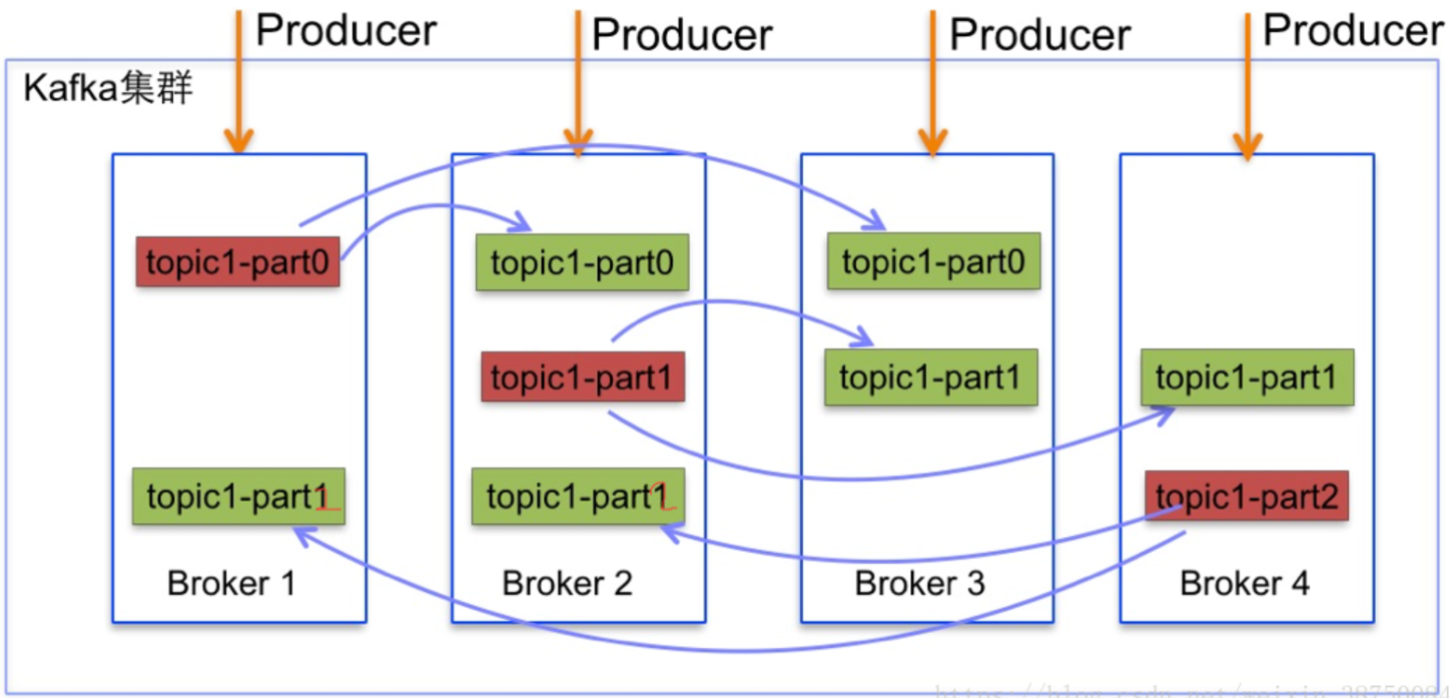 Producer Producer Producer Producer
Kafka集群
topic1-part0 topic1-part0 topic1-part0
topic1-part1 topic1-part1 topic1-part1
topic1-part1 topic1-part1 topic1-part2
Broker 1 Broker 2 Broker 3 Broker 4